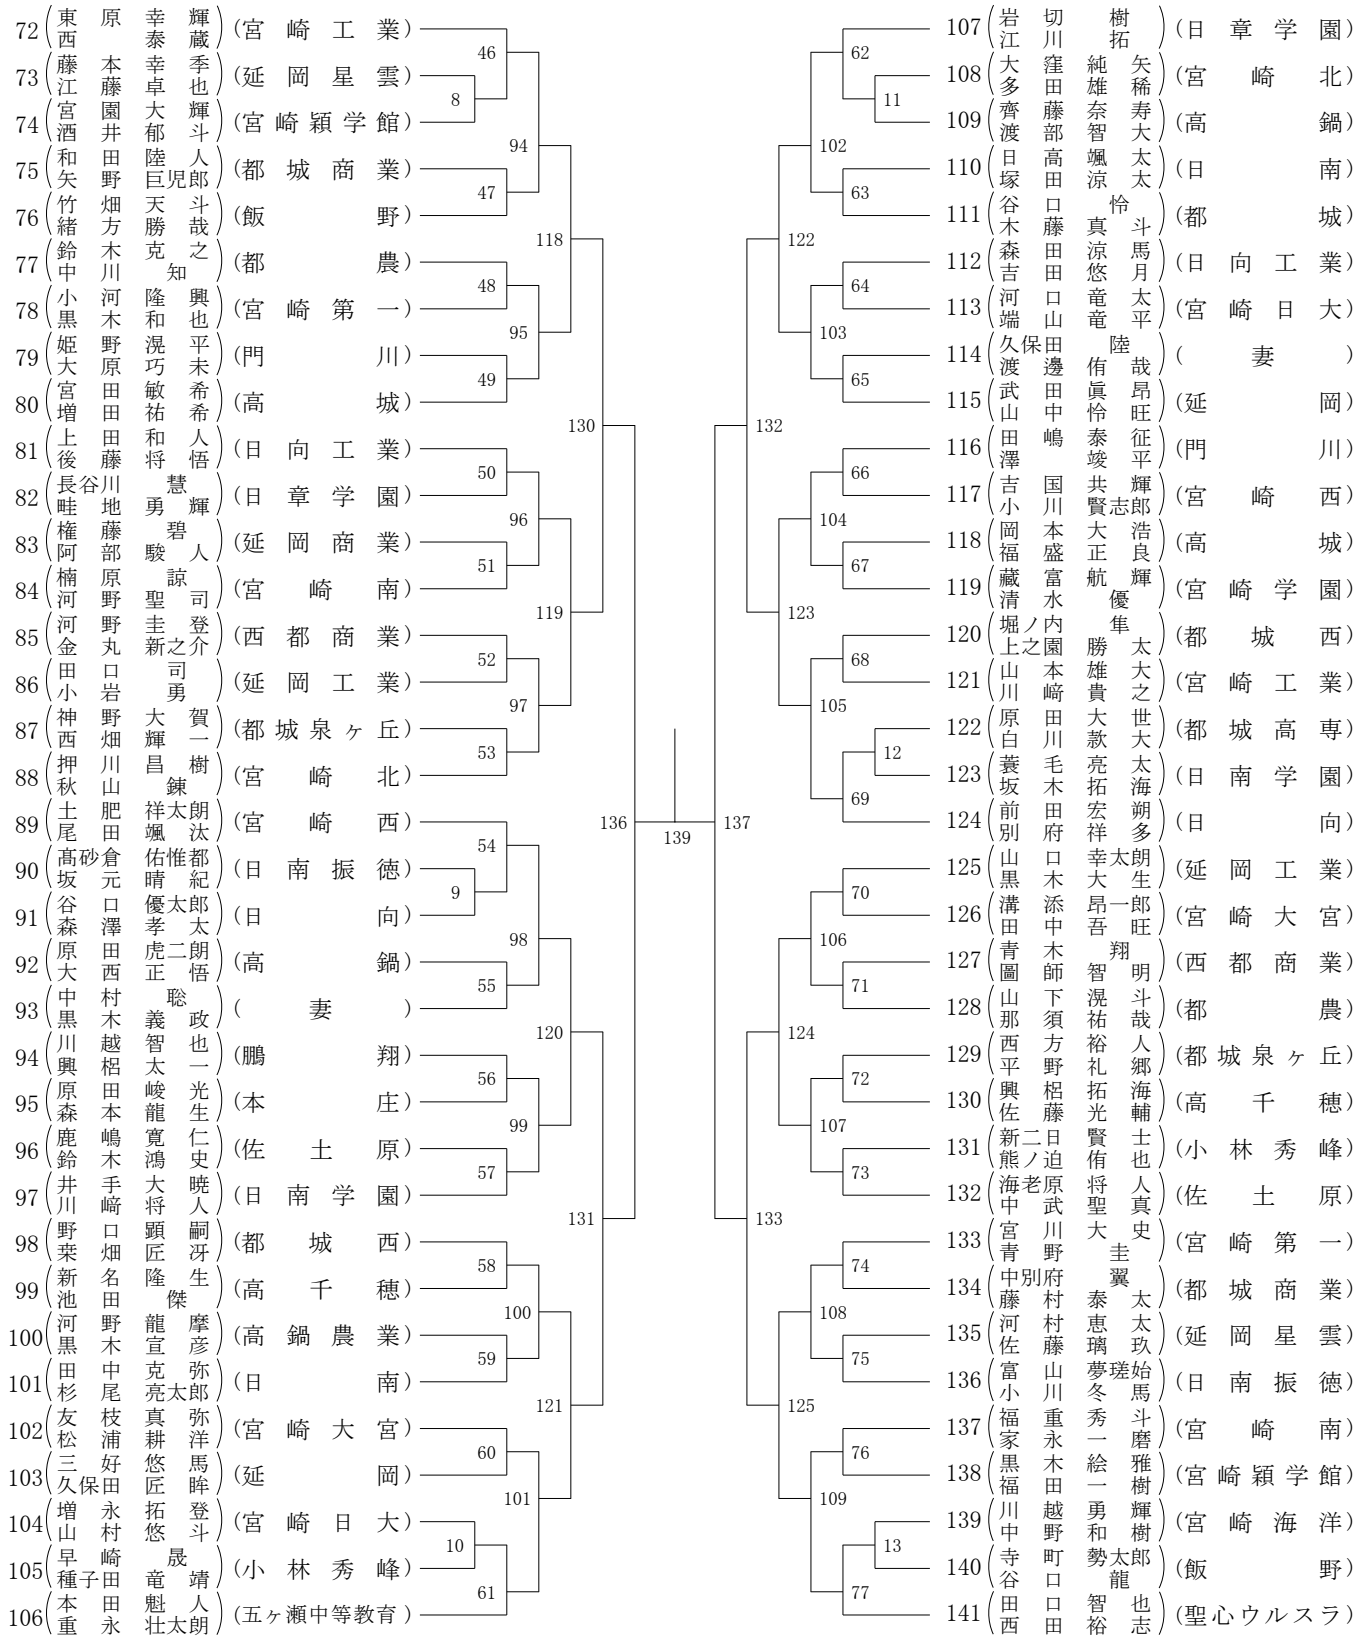 72 東原幸輝 西泰蔵 (宮崎工業)
73 藤本幸季 江藤卓也 (延岡星雲)
74 宮園大輝 酒井郁斗 (宮崎穎学館)
75 和田陸人 矢野巨児郎 (都城商業)
76 竹畑天斗 緒方勝哉 (飯野)
77 鈴木克之 中川知 (都農)
78 小河隆興 黒木和也 (宮崎第一)
79 姫野滉平 大原巧未 (門川)
80 宮田敏希 増田祐希 (高城)
81 上田和人 後藤将悟 (日向工業)
82 長谷川慧 畦地勇輝 (日章学園)
83 権藤碧 阿部駿人 (延岡商業)
84 楠原諒 河野聖司 (宮崎南)
85 河野圭登 金丸新之介 (西都商業)
86 田口司 小岩勇 (延岡工業)
87 神野大賀 西畑輝一 (都城泉ヶ丘)
88 押川昌樹 秋山錬 (宮崎北)
89 土肥祥太朗 尾田颯汰 (宮崎西)
90 髙砂倉佑惟都 坂元晴紀 (日南振徳)
91 谷口優太郎 森澤孝太 (日向)
92 原田虎二朗 大西正悟 (高鍋)
93 中村聡 黒木義政 (妻)
94 川越智也 興梠太一 (鵬翔)
95 原田峻光 森本龍生 (本庄)
96 鹿嶋寛仁 鈴木鴻史 (佐土原)
97 井手大暁 川﨑将人 (日南学園)
98 野口顕嗣 桒畑匠冴 (都城西)
99 新名隆生 池田傑 (高千穂)
100 河野龍摩 黒木宣彦 (高鍋農業)
101 田中克弥 杉尾亮太郎 (日南)
102 友枝真弥 松浦耕洋 (宮崎大宮)
103 三好悠馬 久保田匠眸 (延岡)
104 増永拓登 山村悠斗 (宮崎日大)
105 早崎晟 種子田竜靖 (小林秀峰)
106 本田魁人 重永壮太朗 (五ヶ瀬中等教育)
46
8
94
47
118
48
95
49
130
50
96
51
119
52
97
53
136
54
9
98
55
120
56
99
57
131
58
100
59
121
60
101
10
61
139
62
11
102
63
122
64
103
65
132
66
104
67
123
68
105
12
69
137
70
106
71
124
72
107
73
133
74
108
75
125
76
109
13
77
107 岩切樹 江川拓 (日章学園)
108 大窪純矢 多田雄稀 (宮崎北)
109 齊藤奈寿 渡部智大 (高鍋)
110 日高颯太 塚田涼太 (日南)
111 谷口怜 木藤真斗 (都城)
112 森田涼馬 吉田悠月 (日向工業)
113 河口竜太 端山竜平 (宮崎日大)
114 久保田陸 渡邊侑哉 (妻)
115 武田眞昂 山中怜旺 (延岡)
116 田嶋泰征 澤竣平 (門川)
117 吉国共輝 小川賢志郎 (宮崎西)
118 岡本大浩 福盛正良 (高城)
119 藏富航輝 清水優 (宮崎学園)
120 堀ノ内隼 上之園勝太 (都城西)
121 山本雄大 川﨑貴之 (宮崎工業)
122 原田大世 白川歎大 (都城高専)
123 蓑毛亮太 坂木拓海 (日南学園)
124 前田宏朔 別府祥多 (日向)
125 山口幸太朗 黒木大生 (延岡工業)
126 溝添昂一郎 田中吾旺 (宮崎大宮)
127 青木翔 圖師智明 (西都商業)
128 山下滉斗 那須祐哉 (都農)
129 西方裕人 平野礼郷 (都城泉ヶ丘)
130 興梠拓海 佐藤光輔 (高千穂)
131 新二日賢士 熊ノ迫侑也 (小林秀峰)
132 海老原将人 中武聖真 (佐土原)
133 宮川大史 青野圭 (宮崎第一)
134 中別府翼 藤村泰太 (都城商業)
135 河村恵太 佐藤璃玖 (延岡星雲)
136 富山夢瑳始 小川冬馬 (日南振徳)
137 福重秀斗 家永一磨 (宮崎南)
138 黒木絵雅 福田一樹 (宮崎穎学館)
139 川越勇輝 中野和樹 (宮崎海洋)
140 寺町勢太郎 谷口龍 (飯野)
141 田口智也 西田裕志 (聖心ウルスラ)